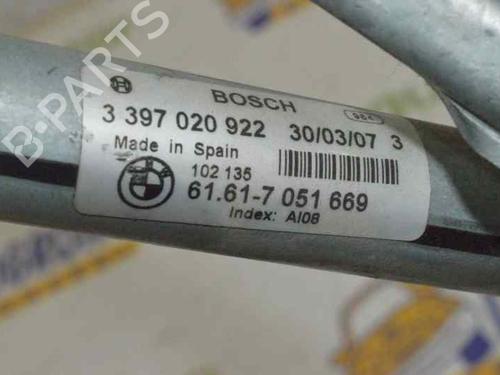 B-PARTS
BOSCH
984
3 397 020 922 30/03/07 3
Made in Spain
102 135
61.61-7 051 669
Index: AI08